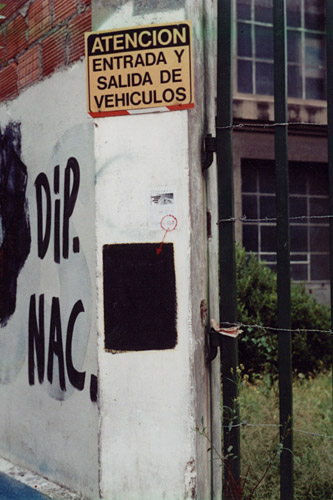 ATENCION
ENTRADA Y
SALIDA DE
VEHICULOS
DiP.
NAC.